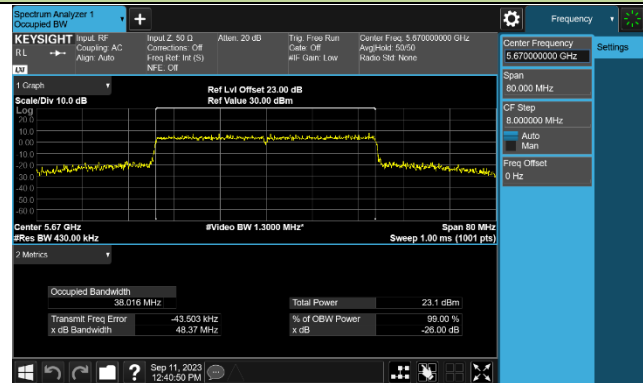 Spectrum Analyzer 1
Occupied BW
Frequency
KEYSIGHT Input: RF
RL
Coupling: AC
Align: Auto
Input Z: 50 Ω
Corrections: Off
Freq Ref: Int (S)
NFE: Off
Atten: 20 dB
Trig: Free Run
Gate: Off
#IF Gain: Low
Center Freq: 5.670000000 GHz
Avg|Hold: 50/50
Radio Std: None
Center Frequency
5.670000000 GHz
Settings
Span
80.000 MHz
CF Step
8.000000 MHz
Auto
Man
Freq Offset
0 Hz
1 Graph
Scale/Div 10.0 dB
Ref Lvl Offset 23.00 dB
Ref Value 30.00 dBm
Log
20.0
10.0
0.00
-10.0
-20.0
-30.0
-40.0
-50.0
-60.0
Center 5.67 GHz
#Res BW 430.00 kHz
#Video BW 1.3000 MHz*
Span 80 MHz
Sweep 1.00 ms (1001 pts)
2 Metrics
Occupied Bandwidth
38.016 MHz
Total Power 23.1 dBm
Transmit Freq Error -43.503 kHz
% of OBW Power 99.00 %
x dB Bandwidth 48.37 MHz
x dB -26.00 dB
Sep 11, 2023
12:40:50 PM